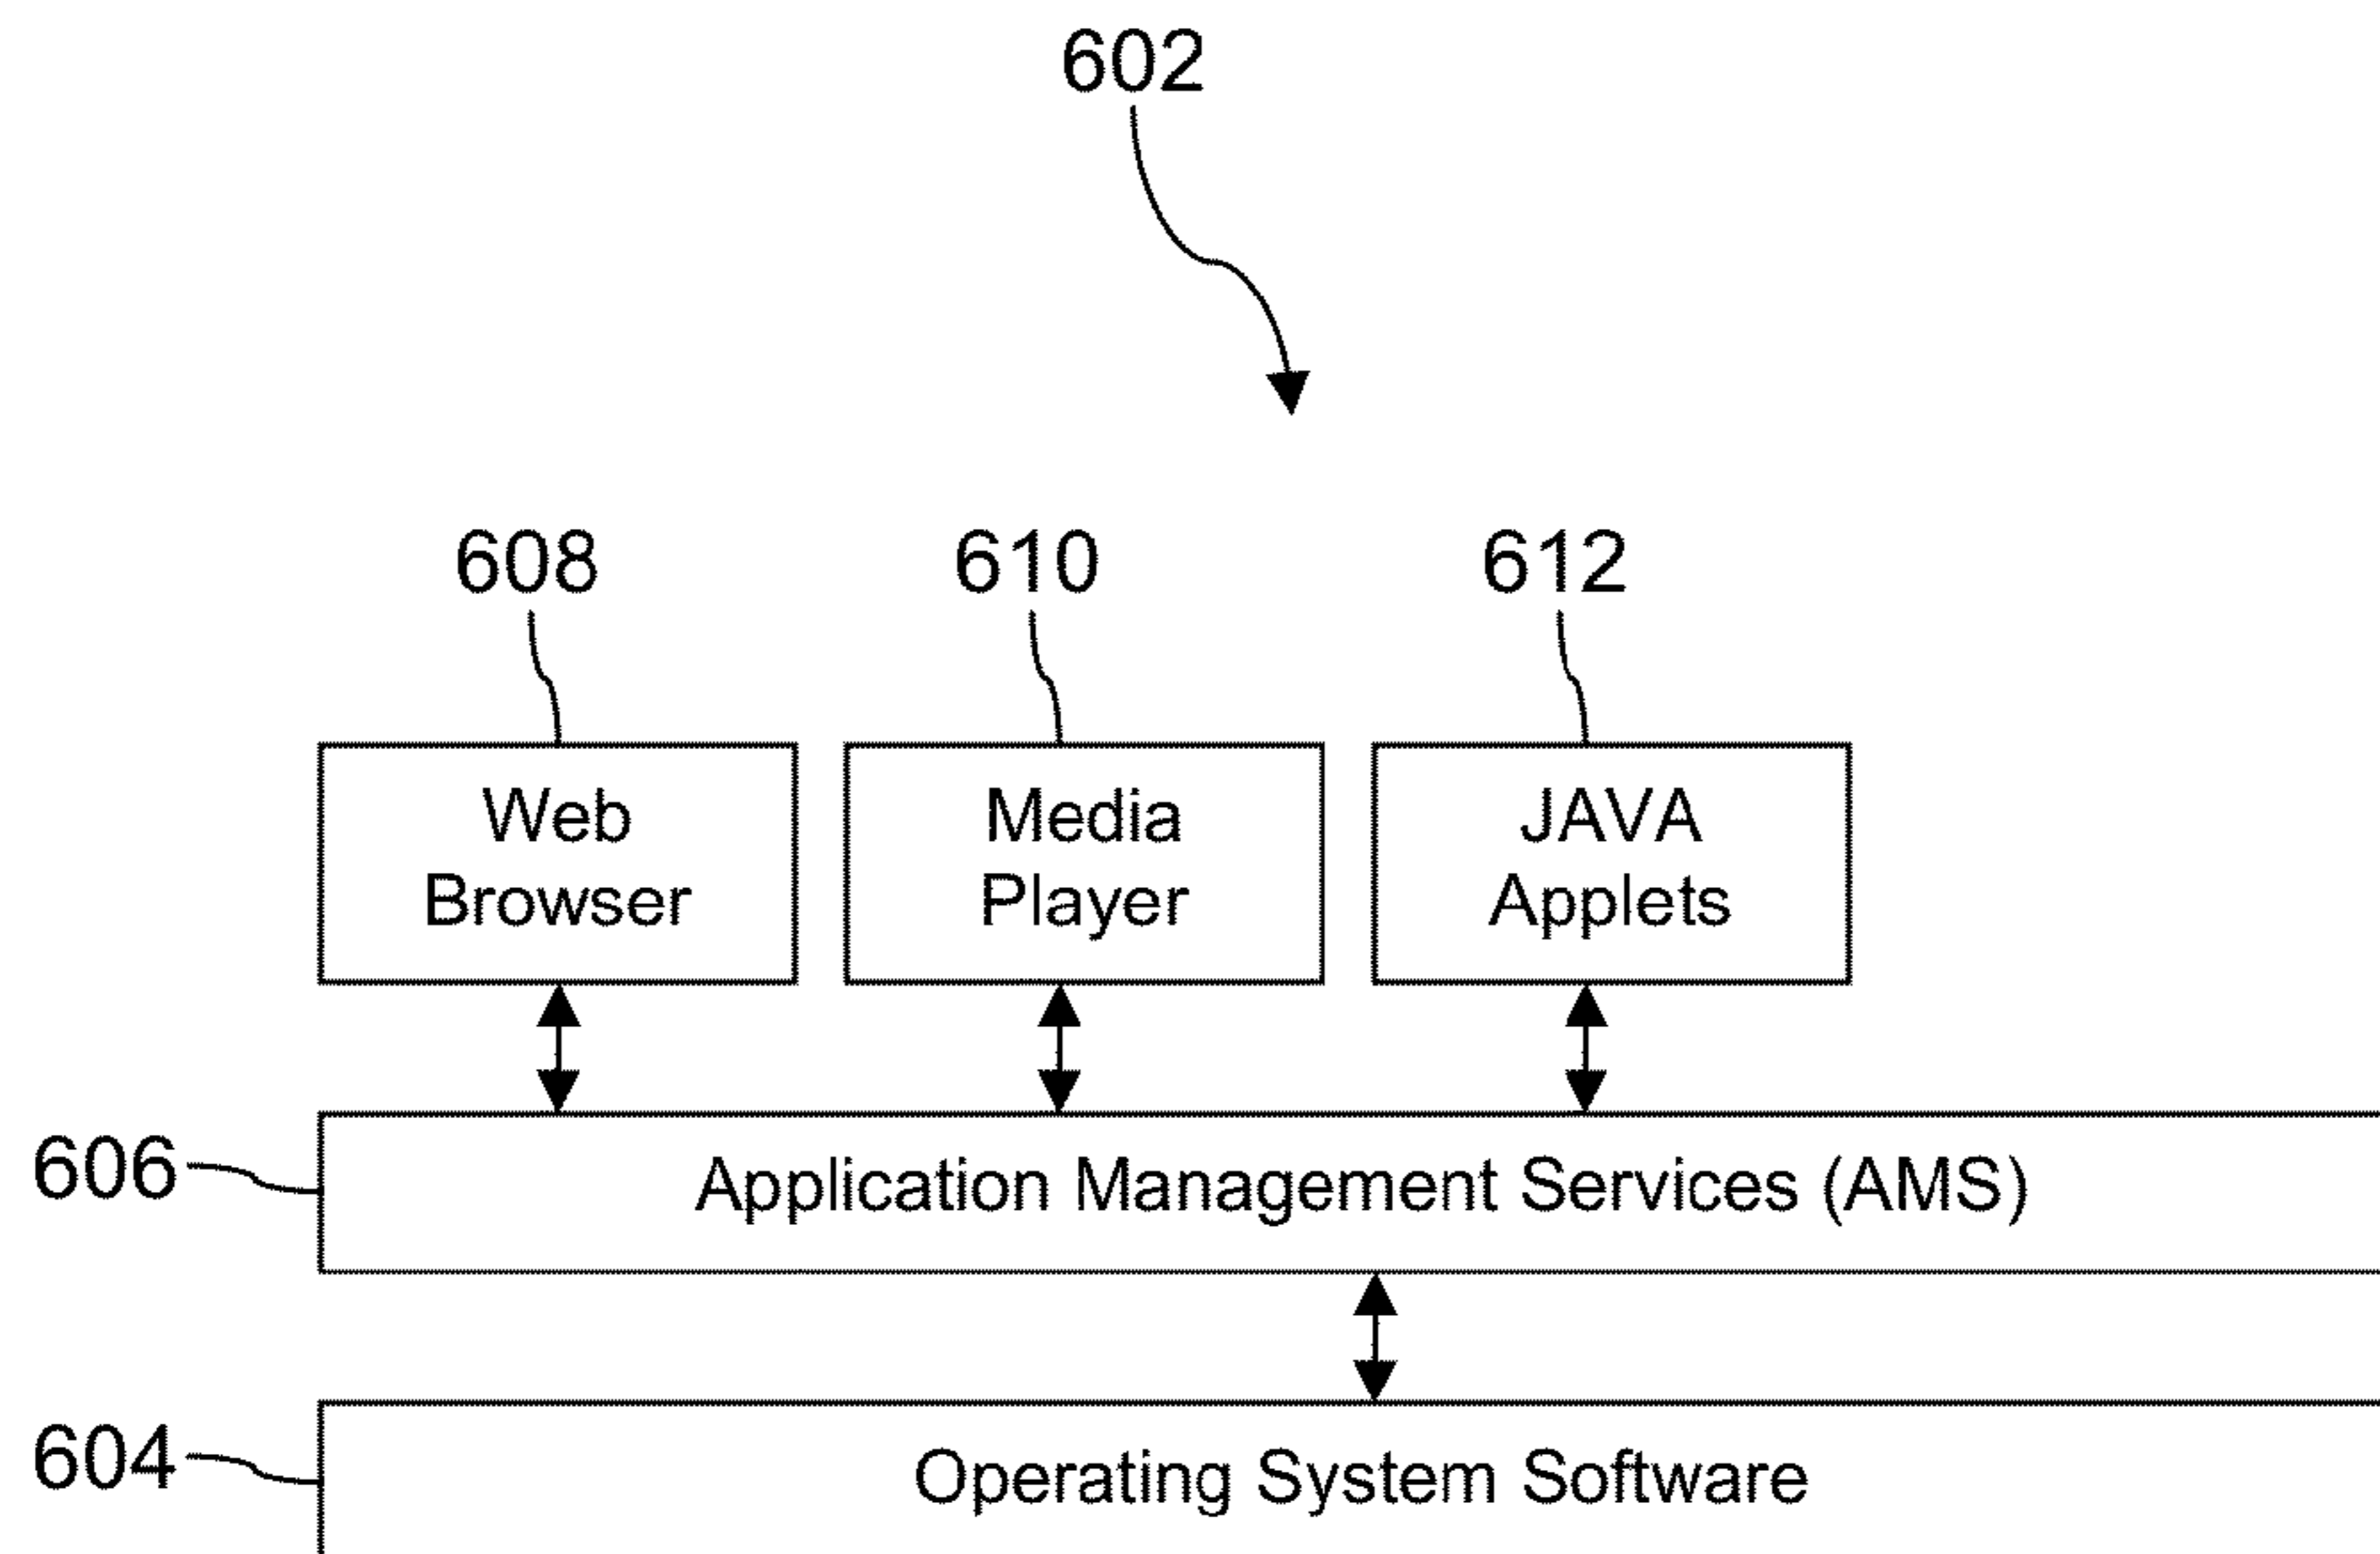 602
608
610
612
Web
Browser
Media
Player
JAVA
Applets
606
Application Management Services (AMS)
604
Operating System Software